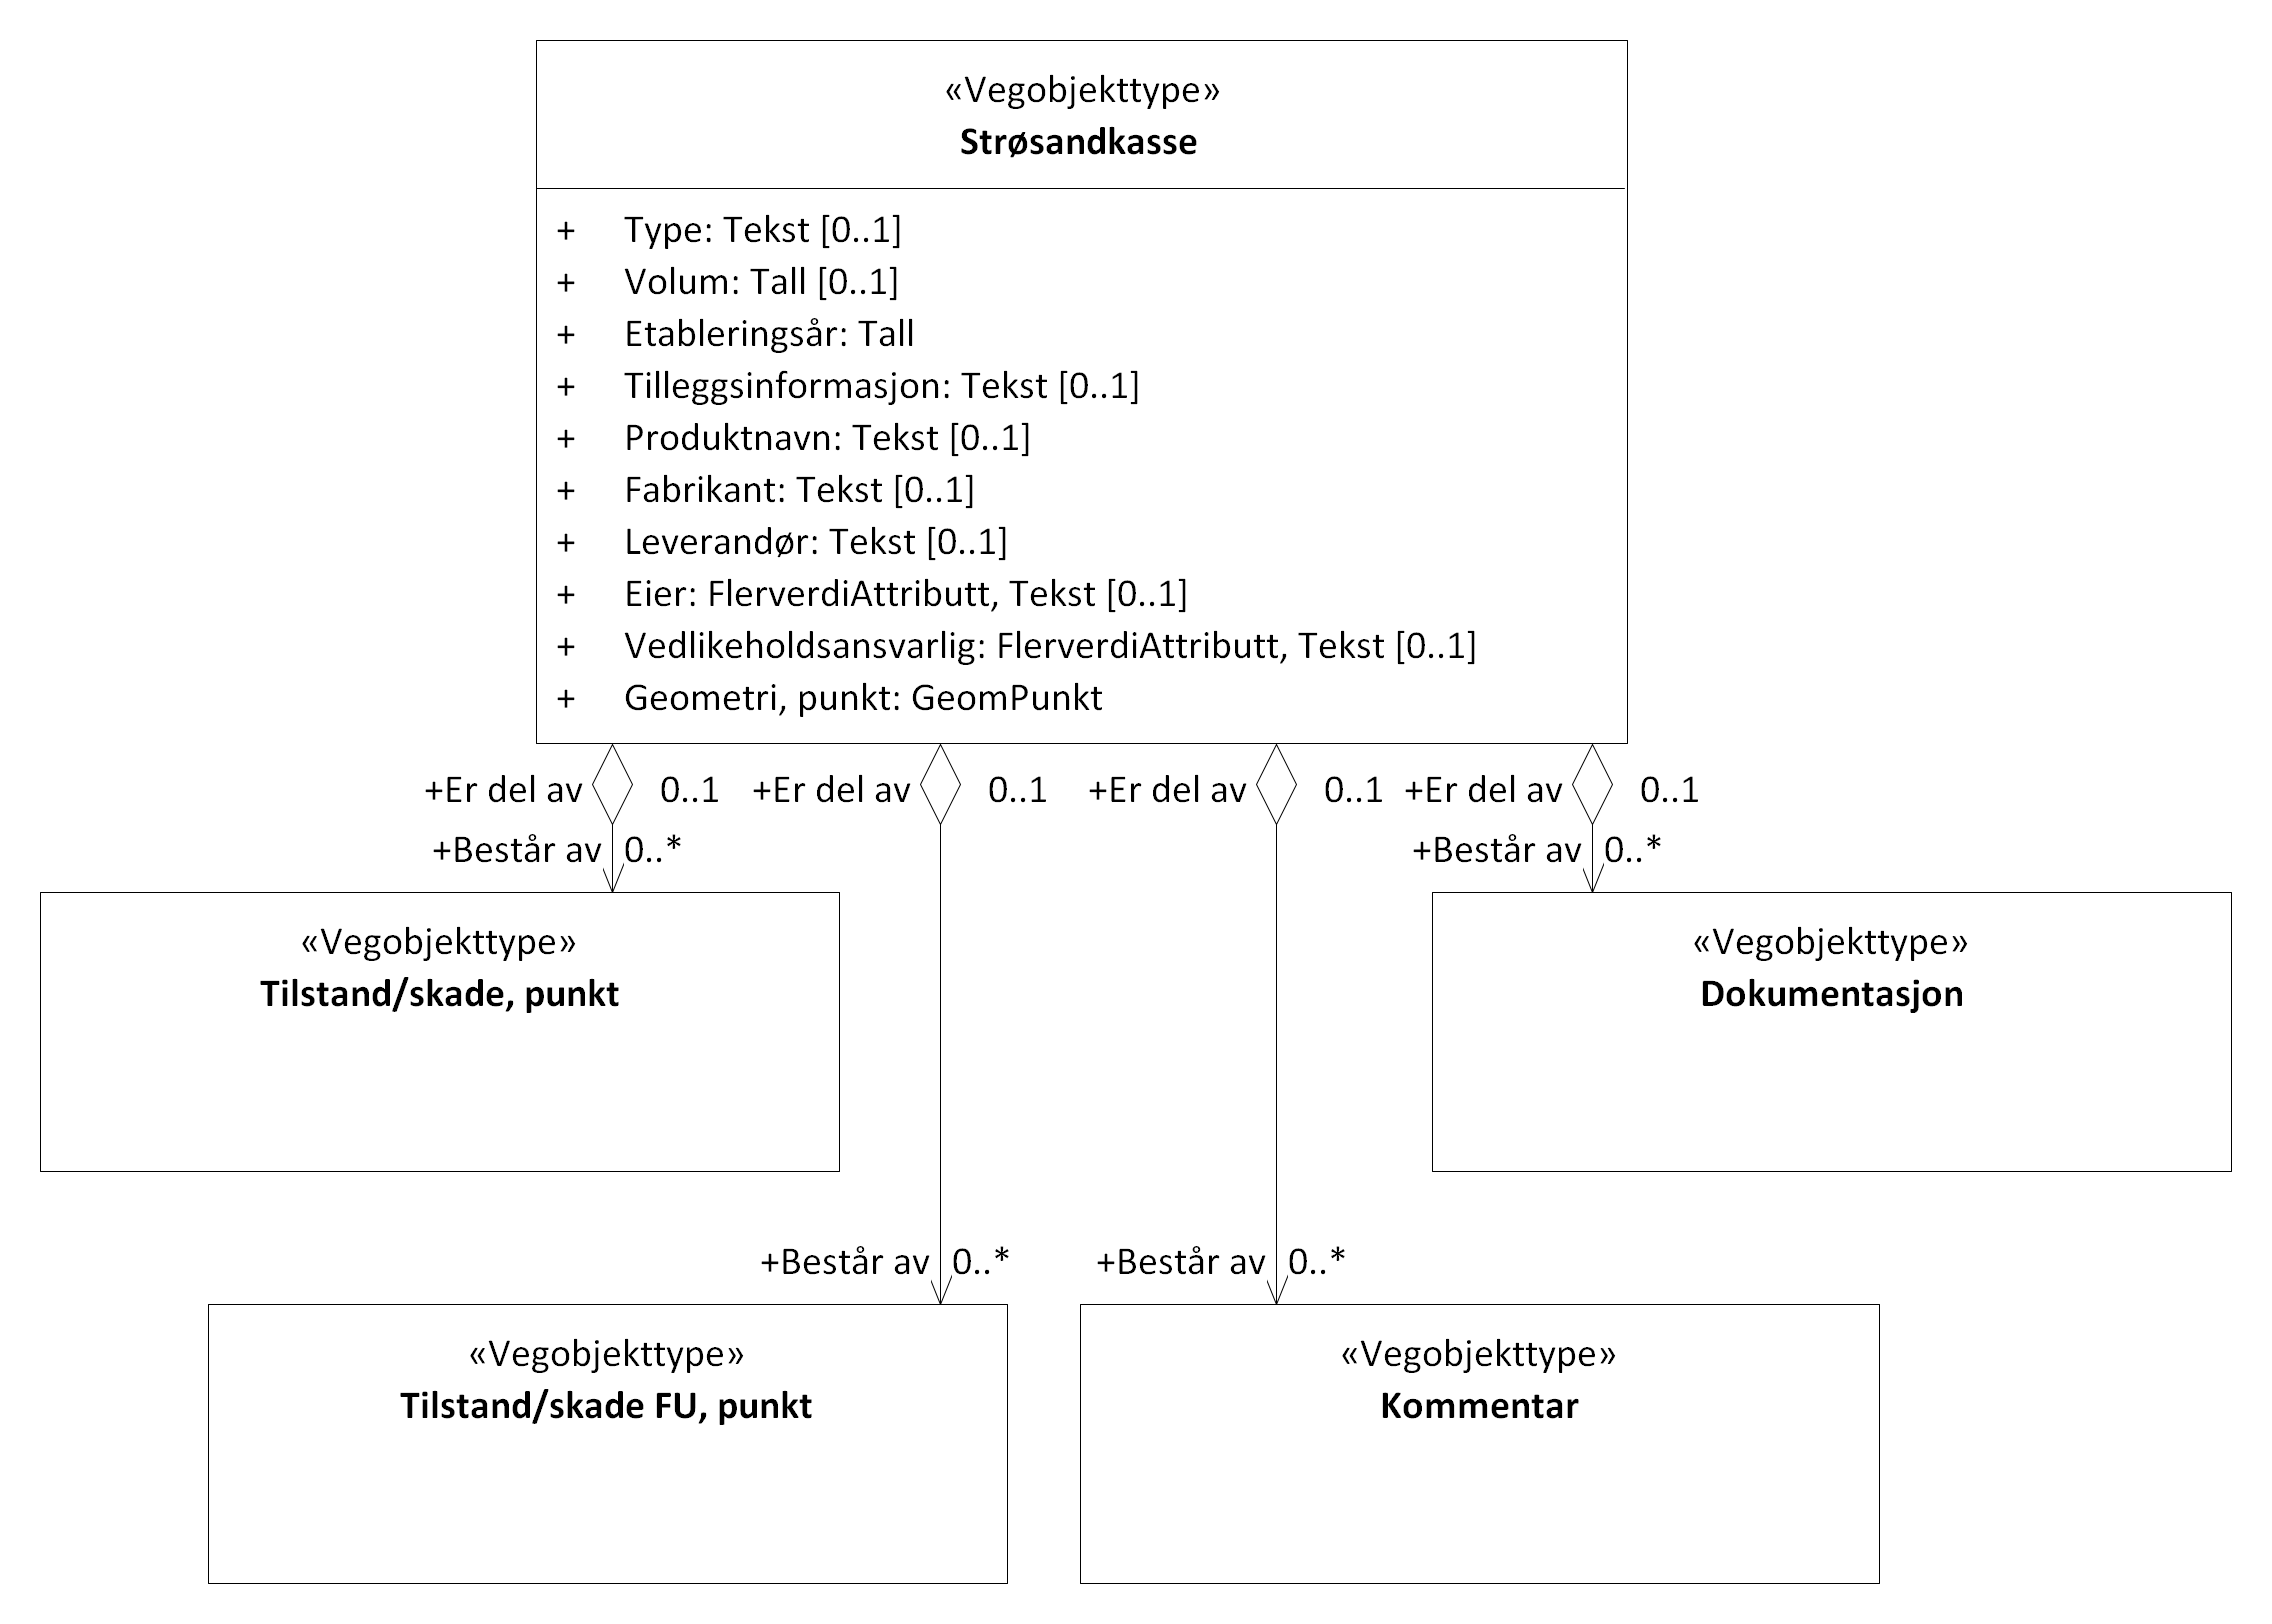 «Vegobjekttype»
Strøsandkasse
+ Type: Tekst [0..1]
+ Volum: Tall [0..1]
+ Etableringsår: Tall
+ Tilleggsinformasjon: Tekst [0..1]
+ Produktnavn: Tekst [0..1]
+ Fabrikant: Tekst [0..1]
+ Leverandør: Tekst [0..1]
+ Eier: FlerverdiAttributt, Tekst [0..1]
+ Vedlikeholdsansvarlig: FlerverdiAttributt, Tekst [0..1]
+ Geometri, punkt: GeomPunkt
+Er del av 0..1 +Er del av 0..1 +Er del av 0..1 +Er del av 0..1
+Består av 0..* +Består av 0..*
«Vegobjekttype»
Tilstand/skade, punkt
«Vegobjekttype»
Dokumentasjon
+Består av 0..* +Består av 0..*
«Vegobjekttype»
Tilstand/skade FU, punkt
«Vegobjekttype»
Kommentar